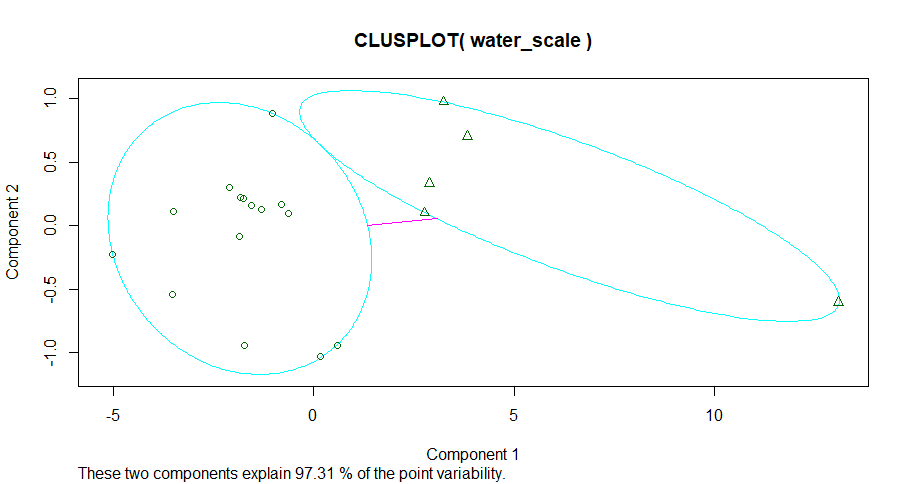 CLUSPLOT( water_scale )
1.0
0.5
0.0
-0.5
-1.0
Component 2
-5 0 5 10
Component 1
These two components explain 97.31 % of the point variability.